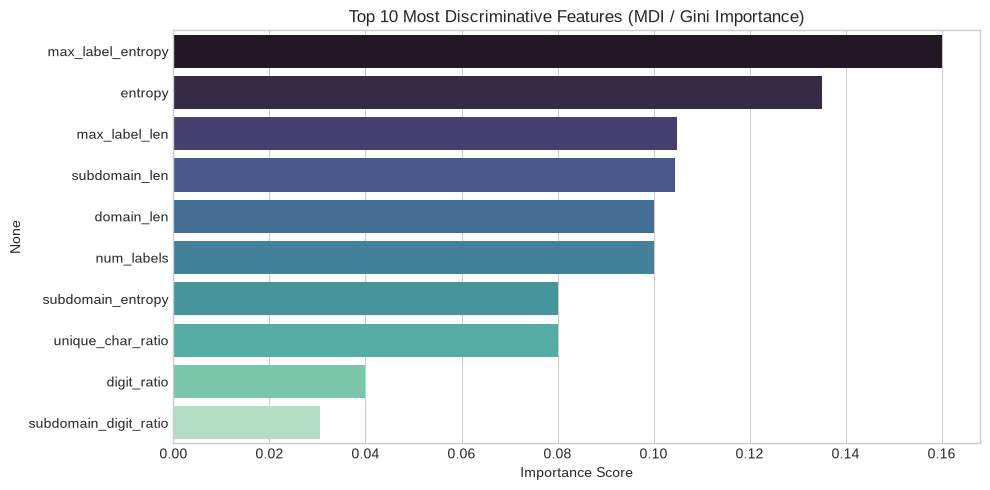 Top 10 Most Discriminative Features (MDI / Gini Importance)
None
max_label_entropy
entropy
max_label_len
subdomain_len
domain_len
num_labels
subdomain_entropy
unique_char_ratio
digit_ratio
subdomain_digit_ratio
0.00 0.02 0.04 0.06 0.08 0.10 0.12 0.14 0.16
Importance Score